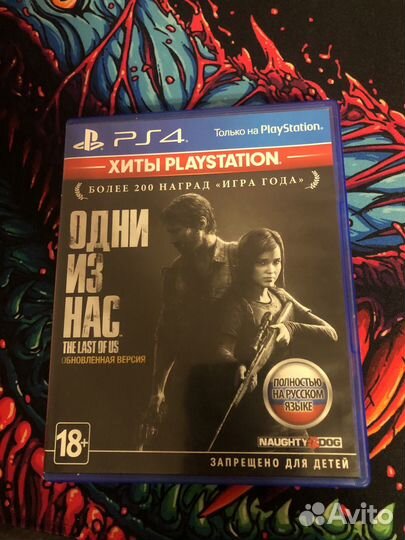 PS4
Только на PlayStation.
ХИТЫ PLAYSTATION
БОЛЕЕ 200 НАГРАД «ИГРА ГОДА»
ОДНИ
ИЗ
НАС
THE LAST OF US
ОБНОВЛЕННАЯ ВЕРСИЯ
ПОЛНОСТЬЮ
НА РУССКОМ
ЯЗЫКЕ
18+
NAUGHTY DOG
ЗАПРЕЩЕНО ДЛЯ ДЕТЕЙ
Avito